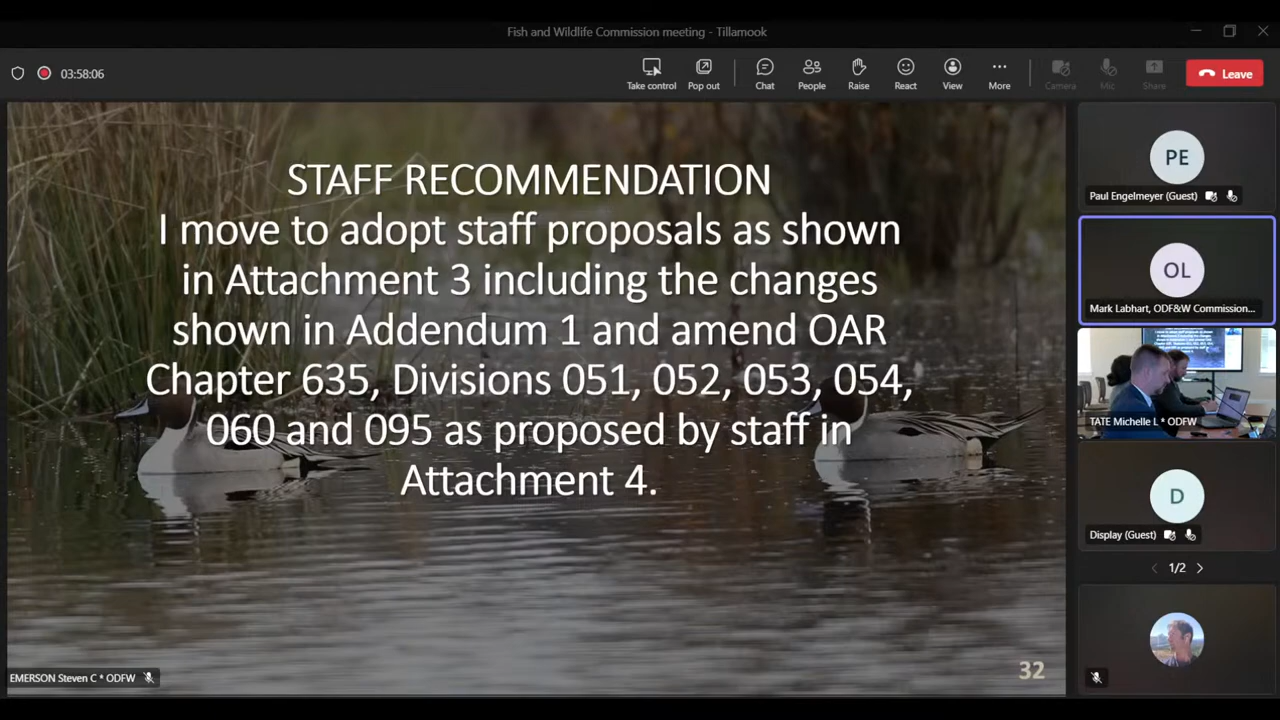 Fish and Wildlife Commission meeting - Tillamook
03:58:06
Take control
Pop out
Chat
People
Raise
React
View
More
Camera
Mic
Share
Leave
STAFF RECOMMENDATION
I move to adopt staff proposals as shown
in Attachment 3 including the changes
shown in Addendum 1 and amend OAR
Chapter 635, Divisions 051, 052, 053, 054,
060 and 095 as proposed by staff in
Attachment 4.
32
EMERSON Steven C * ODFW
PE
Paul Engelmeyer (Guest)
OL
Mark Labhart, ODF&W Commission...
TATE Michelle L * ODFW
D
Display (Guest)
1/2